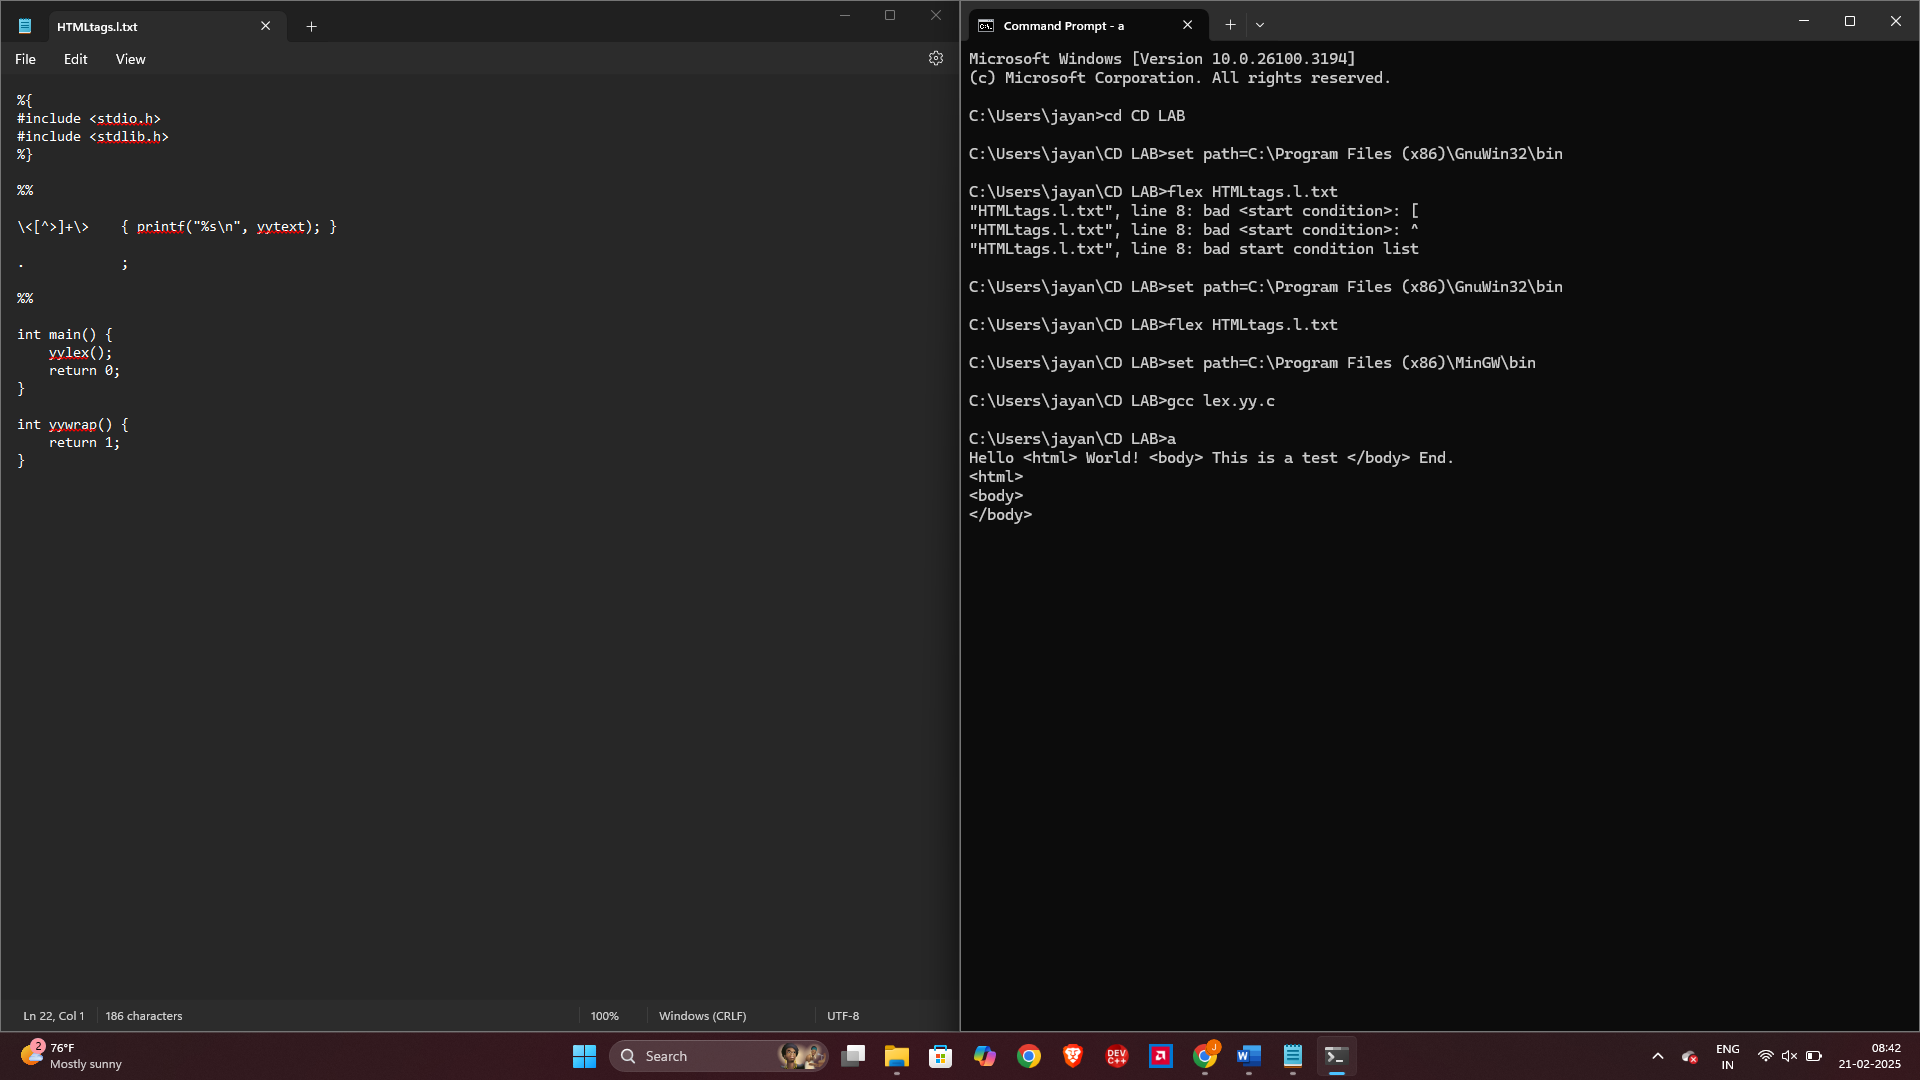 HTMLtags.l.txt
File Edit View
%{
#include <stdio.h>
#include <stdlib.h>
%}
%%
\<[^>]+\>    { printf("%s\n", yytext); }
.            ;
%%
int main() {
    yylex();
    return 0;
}
int yywrap() {
    return 1;
}
Ln 22, Col 1 186 characters 100% Windows (CRLF) UTF-8
Command Prompt - a
Microsoft Windows [Version 10.0.26100.3194]
(c) Microsoft Corporation. All rights reserved.
C:\Users\jayan>cd CD LAB
C:\Users\jayan\CD LAB>set path=C:\Program Files (x86)\GnuWin32\bin
C:\Users\jayan\CD LAB>flex HTMLtags.l.txt
"HTMLtags.l.txt", line 8: bad <start condition>: [
"HTMLtags.l.txt", line 8: bad <start condition>: ^
"HTMLtags.l.txt", line 8: bad start condition list
C:\Users\jayan\CD LAB>set path=C:\Program Files (x86)\GnuWin32\bin
C:\Users\jayan\CD LAB>flex HTMLtags.l.txt
C:\Users\jayan\CD LAB>set path=C:\Program Files (x86)\MinGW\bin
C:\Users\jayan\CD LAB>gcc lex.yy.c
C:\Users\jayan\CD LAB>a
Hello <html> World! <body> This is a test </body> End.
<html>
<body>
</body>
2
76°F
Mostly sunny
Search
DEV
C++
J
W
ENG
IN
08:42
21-02-2025